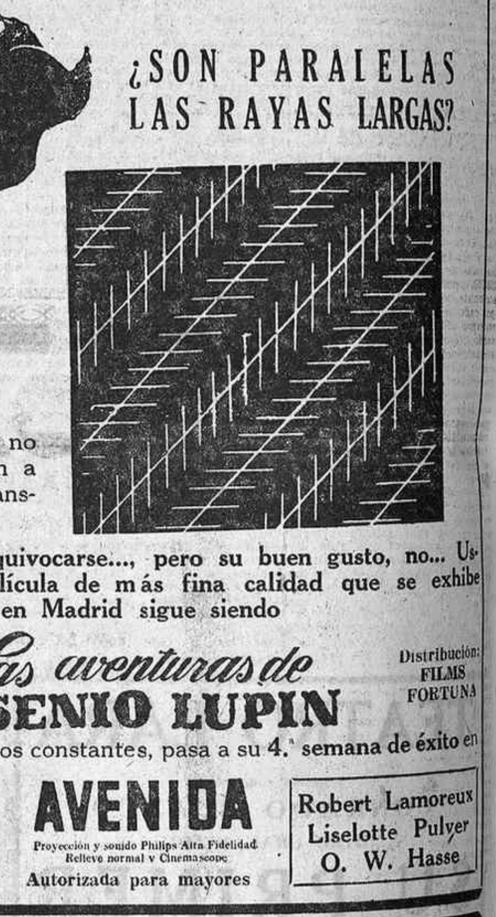 ¿SON PARALELAS
LAS RAYAS LARGAS?
no
a
ans-
quivocarse..., pero su buen gusto, no... Us-
lícula de más fina calidad que se exhibe
en Madrid sigue siendo
as aventuras de
SENIO LUPIN
Distribución:
FILMS
FORTUNA
os constantes, pasa a su 4.ª semana de éxito en
AVENIDA
Proyección y sonido Philips Alta Fidelidad
Relieve normal y Cinemascope
Autorizada para mayores
Robert Lamoreux
Liselotte Pulver
O. W. Hasse